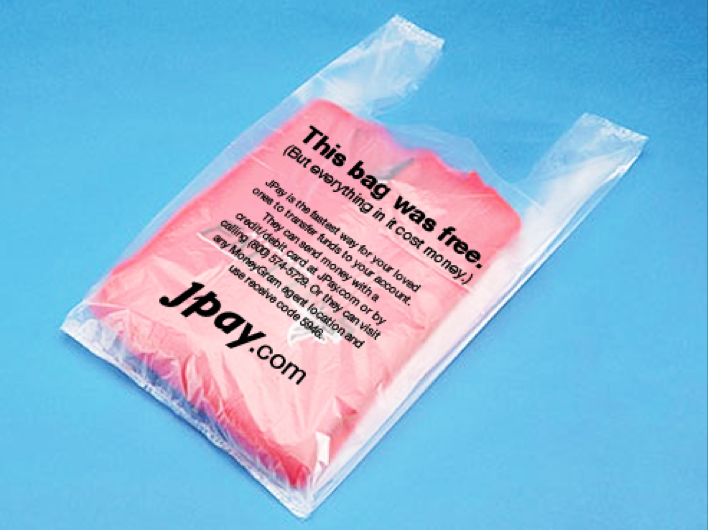 This bag was free.
(But everything in it cost money.)
JPay is the fastest way for your loved
ones to transfer funds to your account.
They can send money with a
credit/debit card at JPay.com or by
calling (800) 574-5729. Or they can visit
any MoneyGram agent location and
use receive code 5946.
JPay.com